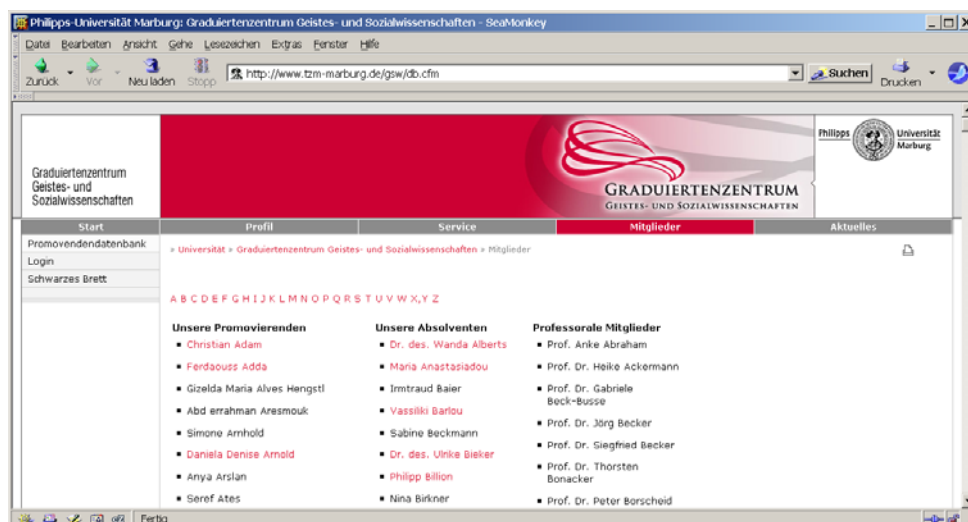 Philipps-Universität Marburg: Graduiertenzentrum Geistes- und Sozialwissenschaften - SeaMonkey
Datei Bearbeiten Ansicht Gehe Lesezeichen Extras Fenster Hilfe
Zurück Vor Neu laden Stopp http://www.tzm-marburg.de/gsw/db.cfm Suchen Drucken
Graduiertenzentrum
Geistes- und
Sozialwissenschaften
GRADUIERTENZENTRUM
GEISTES- UND SOZIALWISSENSCHAFTEN
Philipps Universität
Marburg
Start Profil Service Mitglieder Aktuelles
Promovendendatenbank
Login
Schwarzes Brett
» Universität » Graduiertenzentrum Geistes- und Sozialwissenschaften » Mitglieder
A B C D E F G H I J K L M N O P Q R S T U V W X,Y Z
Unsere Promovierenden
Christian Adam
Ferdaouss Adda
Gizelda Maria Alves Hengstl
Abd errahman Aresmouk
Simone Arnhold
Daniela Denise Arnold
Anya Arslan
Seref Ates
Unsere Absolventen
Dr. des. Wanda Alberts
Maria Anastasiadou
Irmtraud Baier
Vassiliki Barlou
Sabine Beckmann
Dr. des. Ulrike Bieker
Philipp Billion
Nina Birkner
Professorale Mitglieder
Prof. Anke Abraham
Prof. Dr. Heike Ackermann
Prof. Dr. Gabriele
Beck-Busse
Prof. Dr. Jörg Becker
Prof. Dr. Siegfried Becker
Prof. Dr. Thorsten
Bonacker
Prof. Dr. Peter Borscheid
Fertig